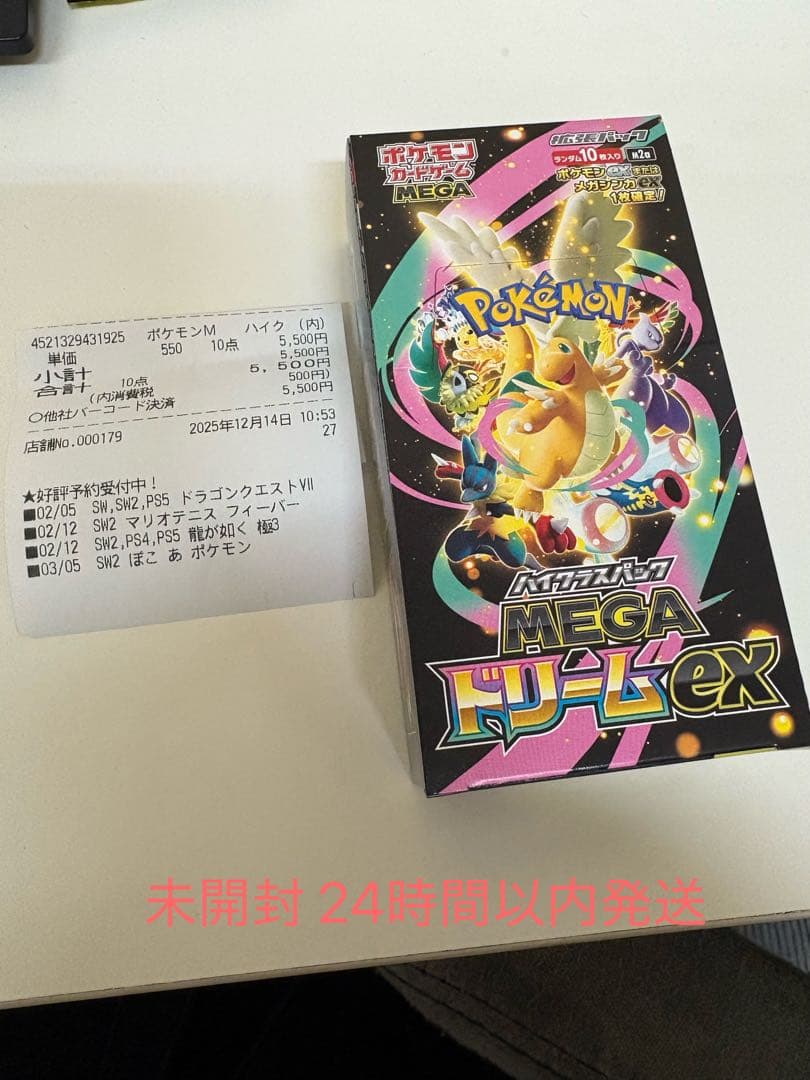 4521329431925 ポケモンM ハイク (内)
単価 550 10点 5,500円
小計 5,500円
合計 10点 5,500円
(内消費税 500円)
〇他社バーコード決済 5,500円
店舗No.000179 2025年12月14日 10:53
27
★好評予約受付中!
■02/05 SW,SW2,PS5 ドラゴンクエストVII
■02/12 SW2 マリオテニス フィーバー
■02/12 SW2,PS4,PS5 龍が如く 極3
■03/05 SW2 ぽこ あ ポケモン
ポケモン
カードゲーム
MEGA
拡張パック
ランダム10枚入り M2a
ポケモンexまたは
メガシンカex
1枚確定!
POKéMON
ハイクラスパック
MEGA
ドリームex
未開封 24時間以内発送